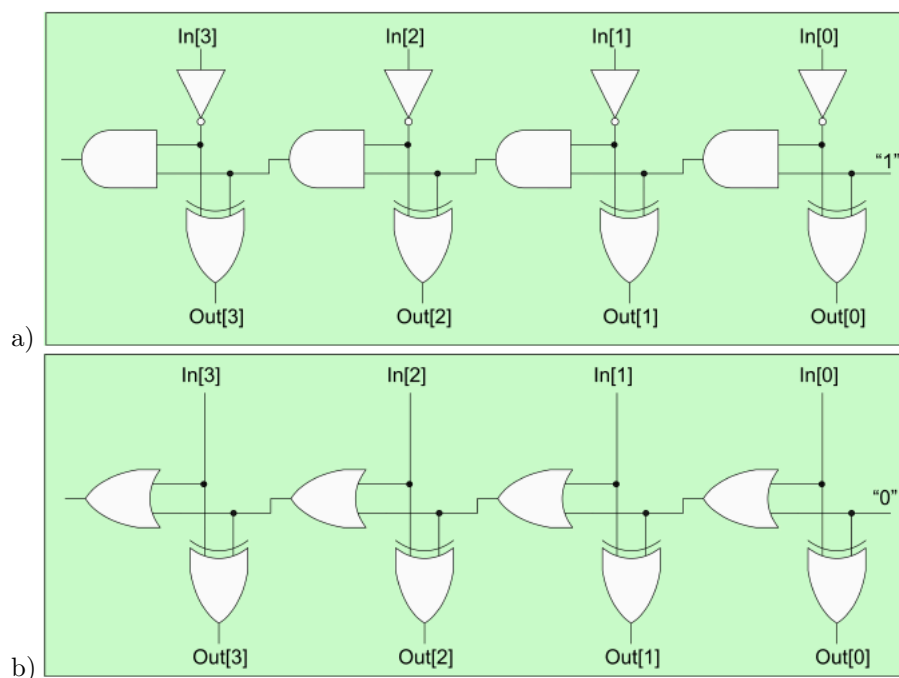 In[3] In[2] In[1] In[0]
“1”
Out[3] Out[2] Out[1] Out[0]
a)
In[3] In[2] In[1] In[0]
“0”
Out[3] Out[2] Out[1] Out[0]
b)